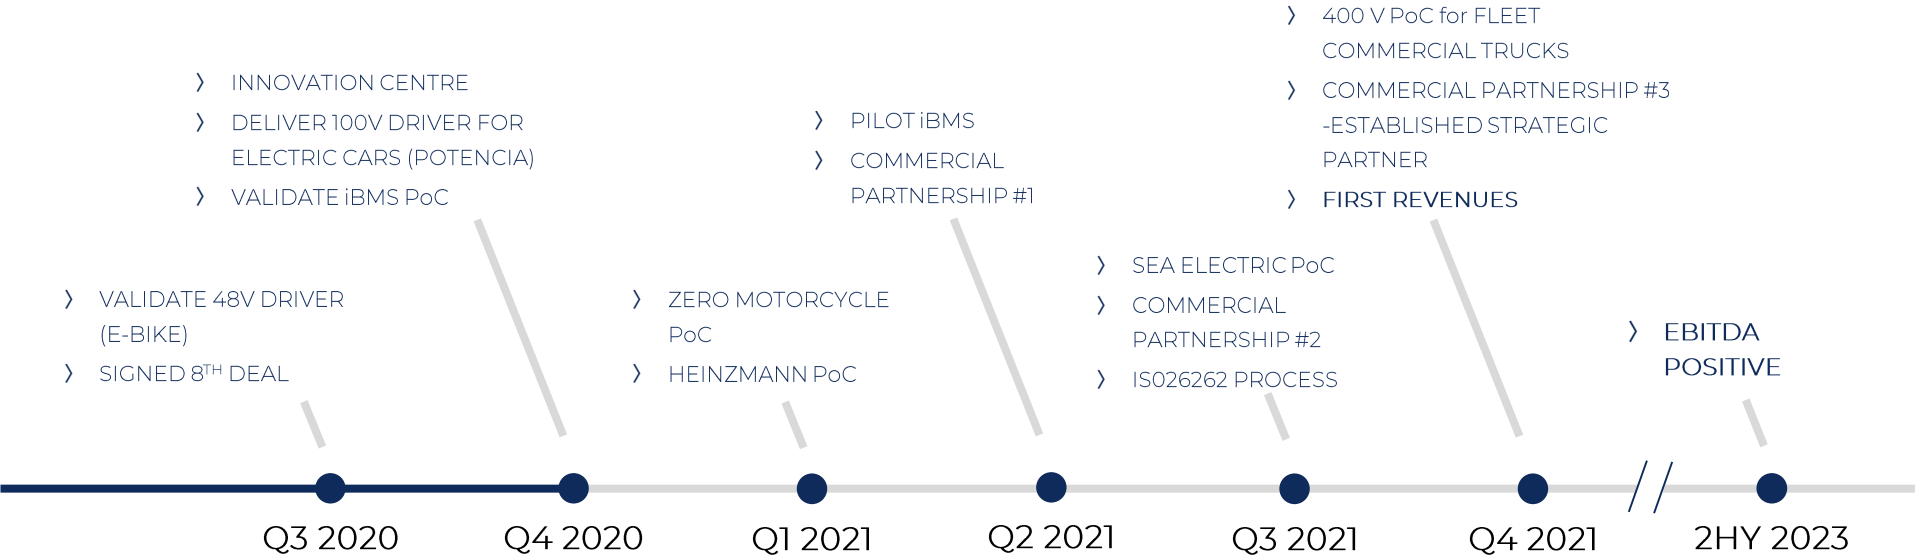 INNOVATION CENTRE
DELIVER 100V DRIVER FOR
ELECTRIC CARS (POTENCIA)
VALIDATE iBMS PoC
VALIDATE 48V DRIVER
(E-BIKE)
SIGNED 8TH DEAL
PILOT iBMS
COMMERCIAL
PARTNERSHIP #1
ZERO MOTORCYCLE
PoC
HEINZMANN PoC
400 V PoC for FLEET
COMMERCIAL TRUCKS
COMMERCIAL PARTNERSHIP #3
-ESTABLISHED STRATEGIC
PARTNER
FIRST REVENUES
SEA ELECTRIC PoC
COMMERCIAL
PARTNERSHIP #2
IS026262 PROCESS
EBITDA
POSITIVE
Q3 2020
Q4 2020
Q1 2021
Q2 2021
Q3 2021
Q4 2021
2HY 2023